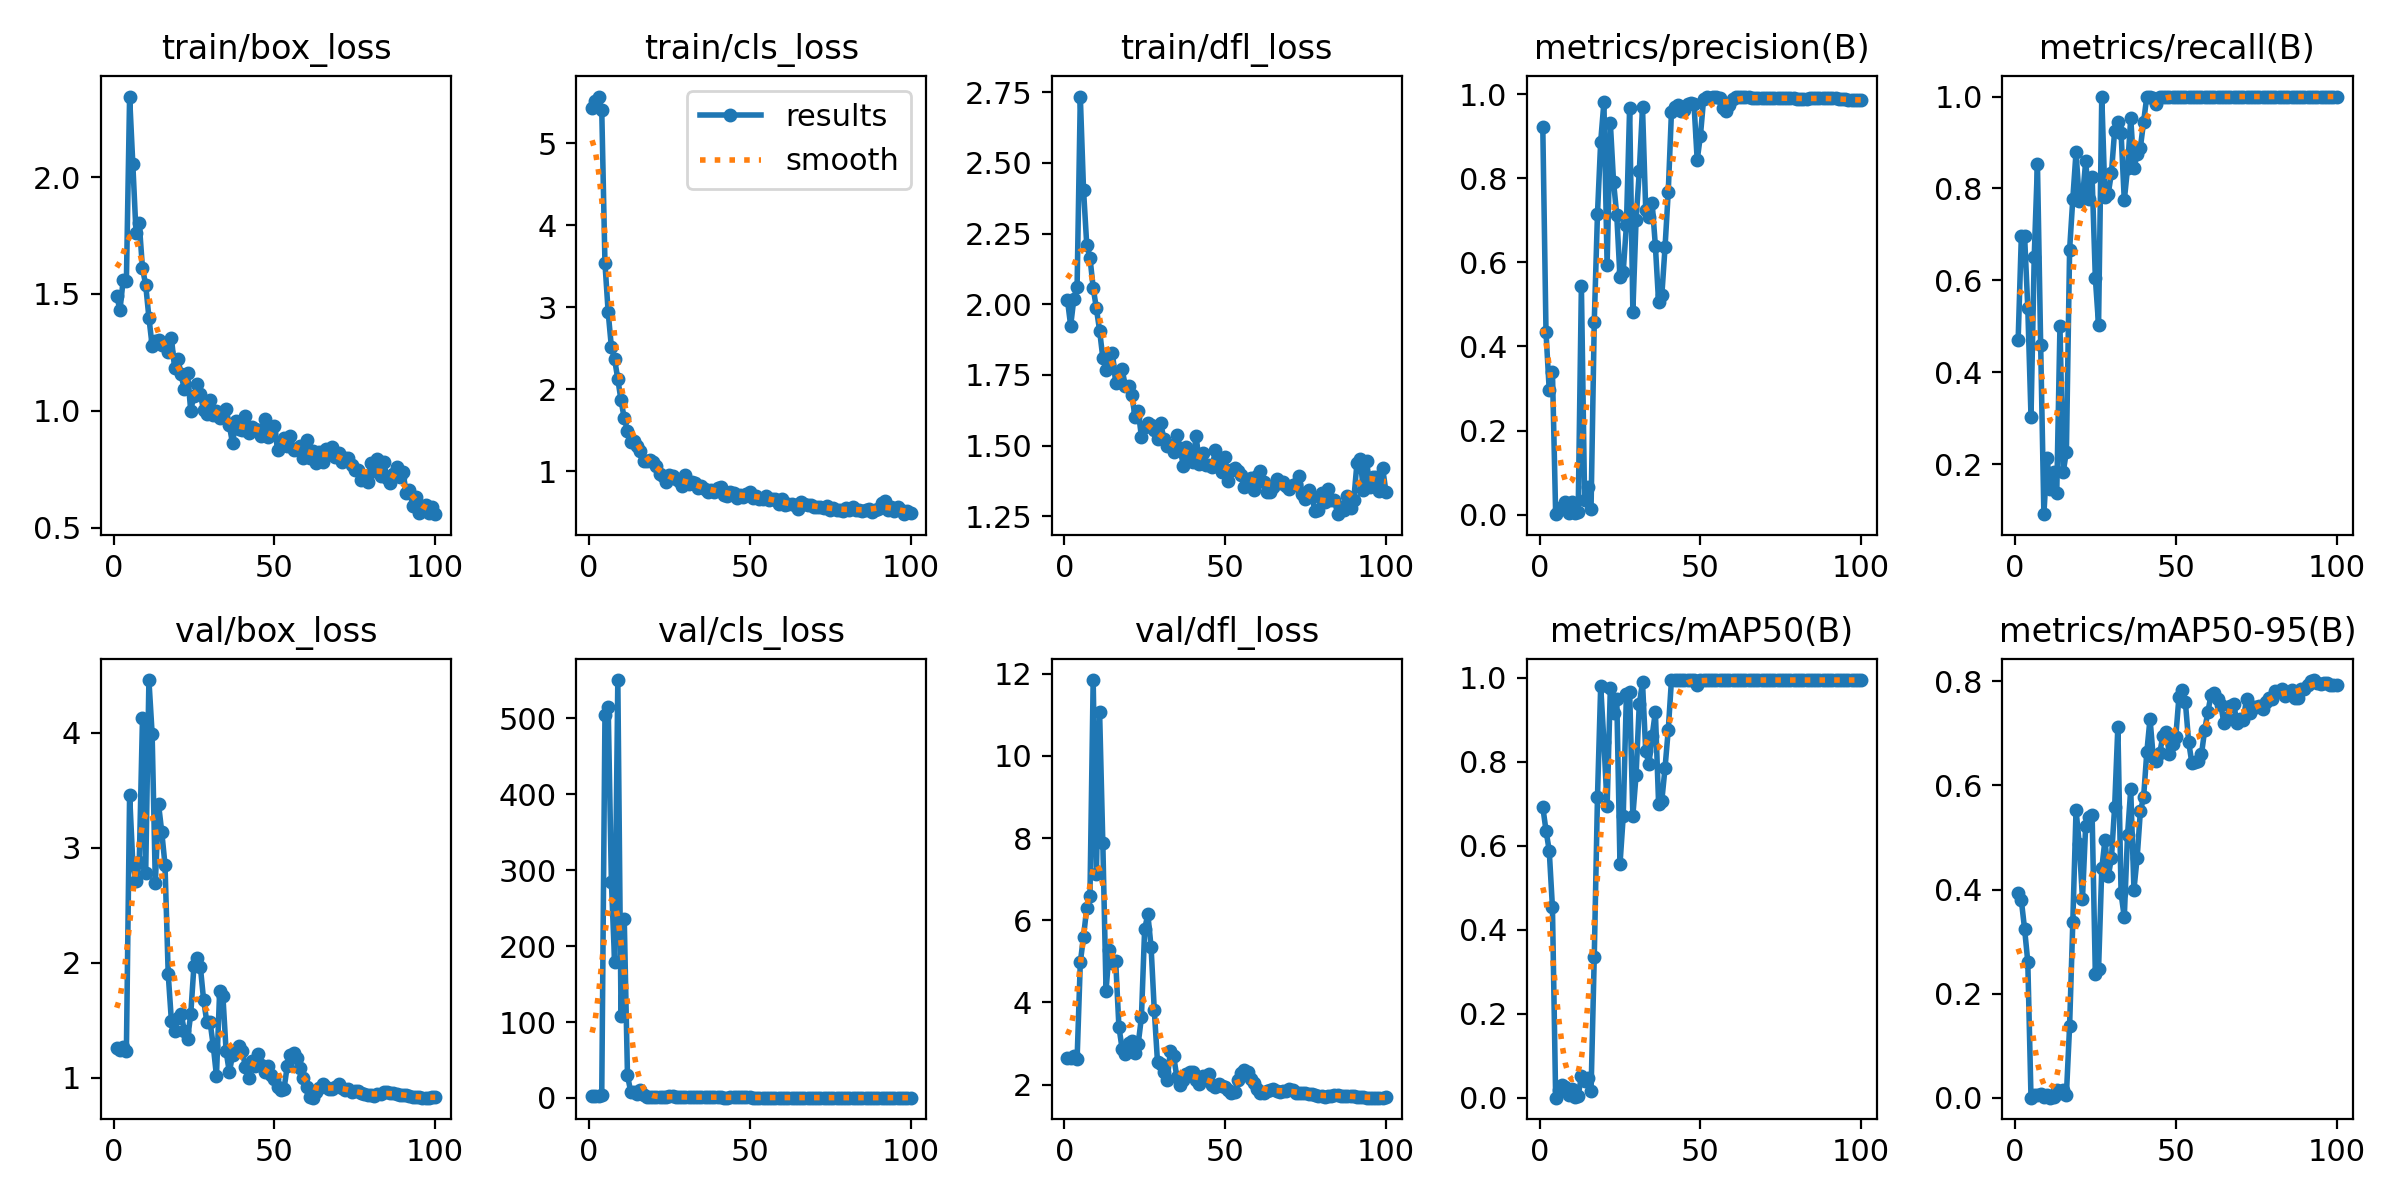 train/box_loss
train/cls_loss
train/dfl_loss
metrics/precision(B)
metrics/recall(B)
2.0
1.5
1.0
0.5
0 50 100
results
smooth
5
4
3
2
1
0 50 100
2.75
2.50
2.25
2.00
1.75
1.50
1.25
0 50 100
1.0
0.8
0.6
0.4
0.2
0.0
0 50 100
1.0
0.8
0.6
0.4
0.2
0 50 100
val/box_loss
val/cls_loss
val/dfl_loss
metrics/mAP50(B)
metrics/mAP50-95(B)
4
3
2
1
0 50 100
500
400
300
200
100
0
0 50 100
12
10
8
6
4
2
0 50 100
1.0
0.8
0.6
0.4
0.2
0.0
0 50 100
0.8
0.6
0.4
0.2
0.0
0 50 100